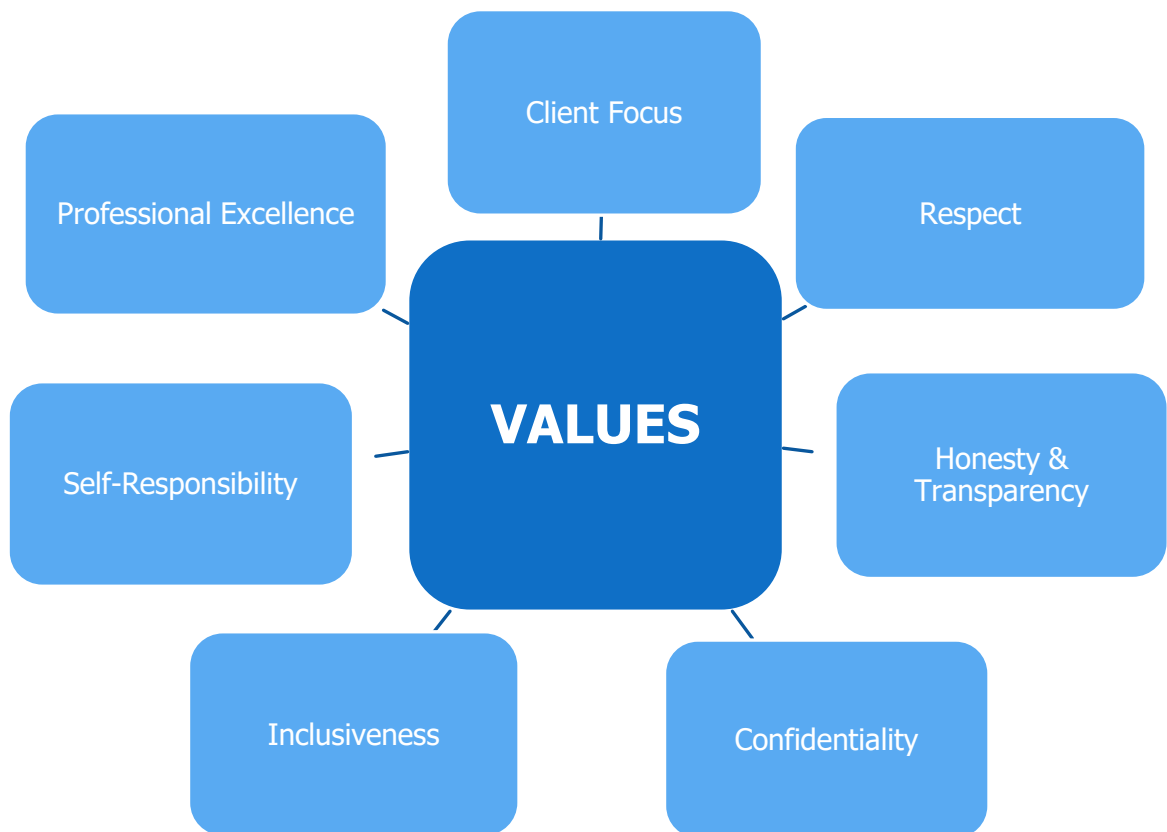 Client Focus
Professional Excellence
Respect
VALUES
Self-Responsibility
Honesty &
Transparency
Inclusiveness
Confidentiality